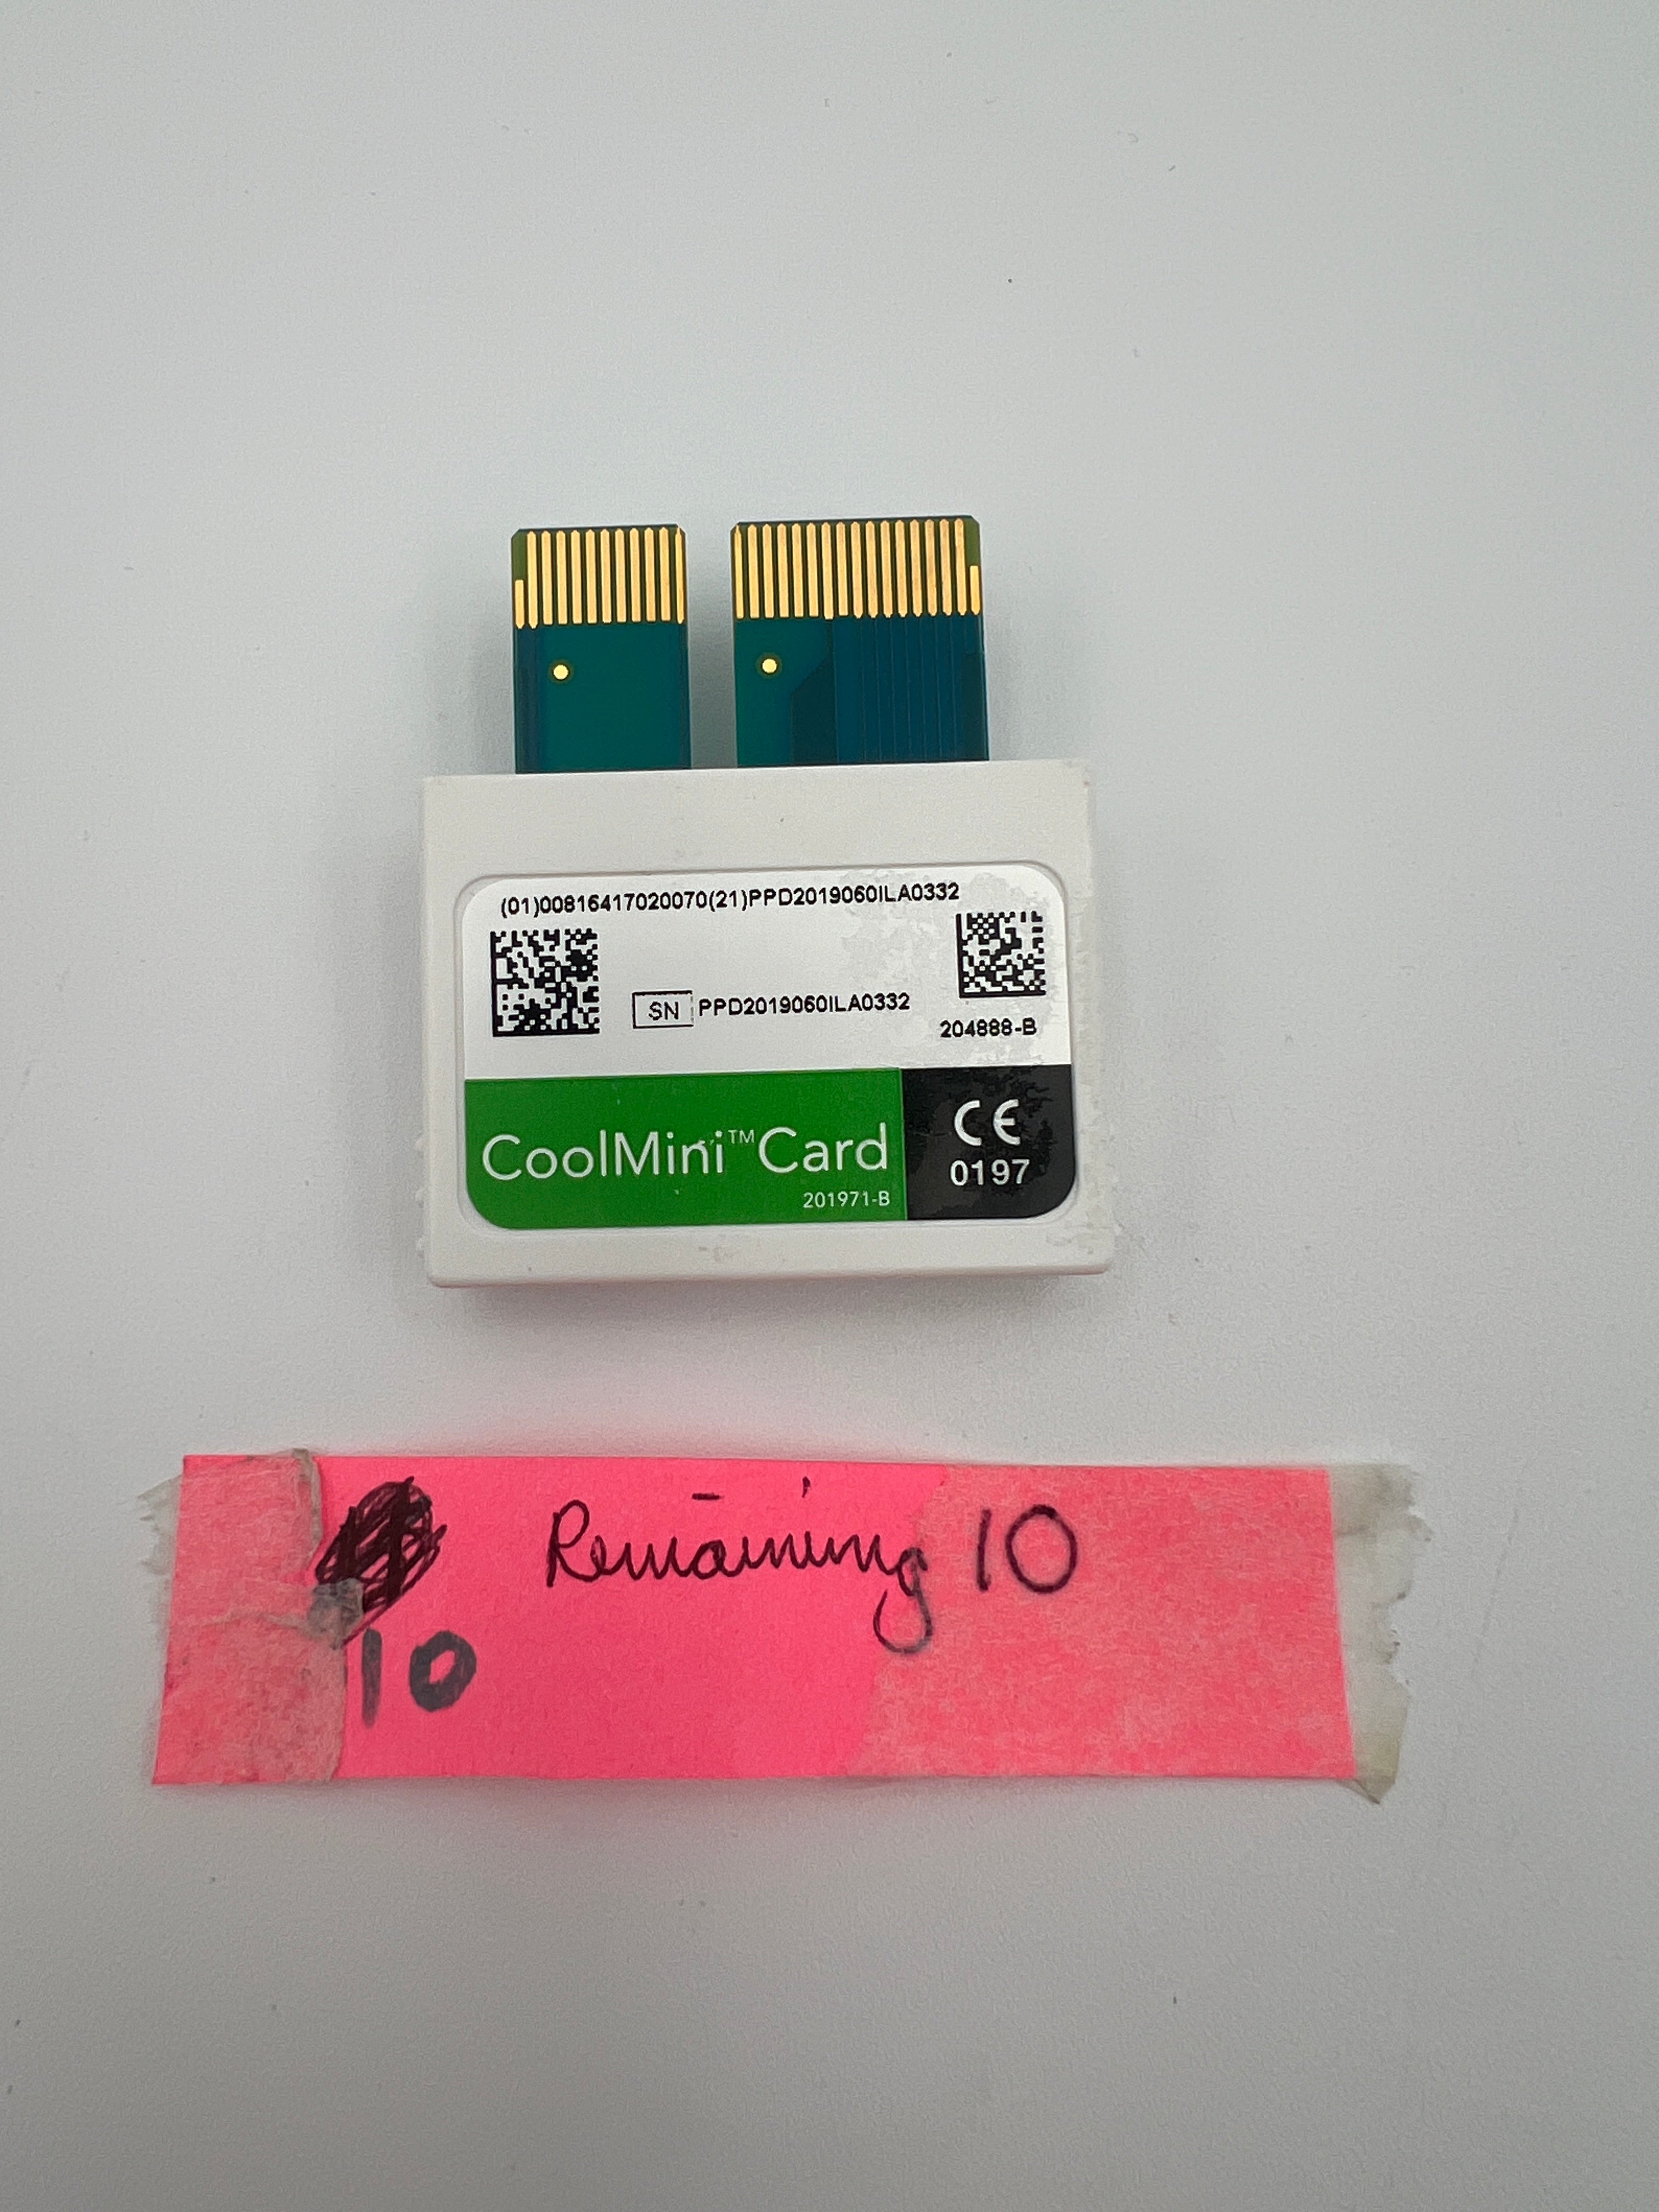 (01)00816417020070(21)PPD2019060ILA0332
SN PPD2019060ILA0332
204888-B
CoolMini™ Card
201971-B
CE
0197
Remaining 10
10